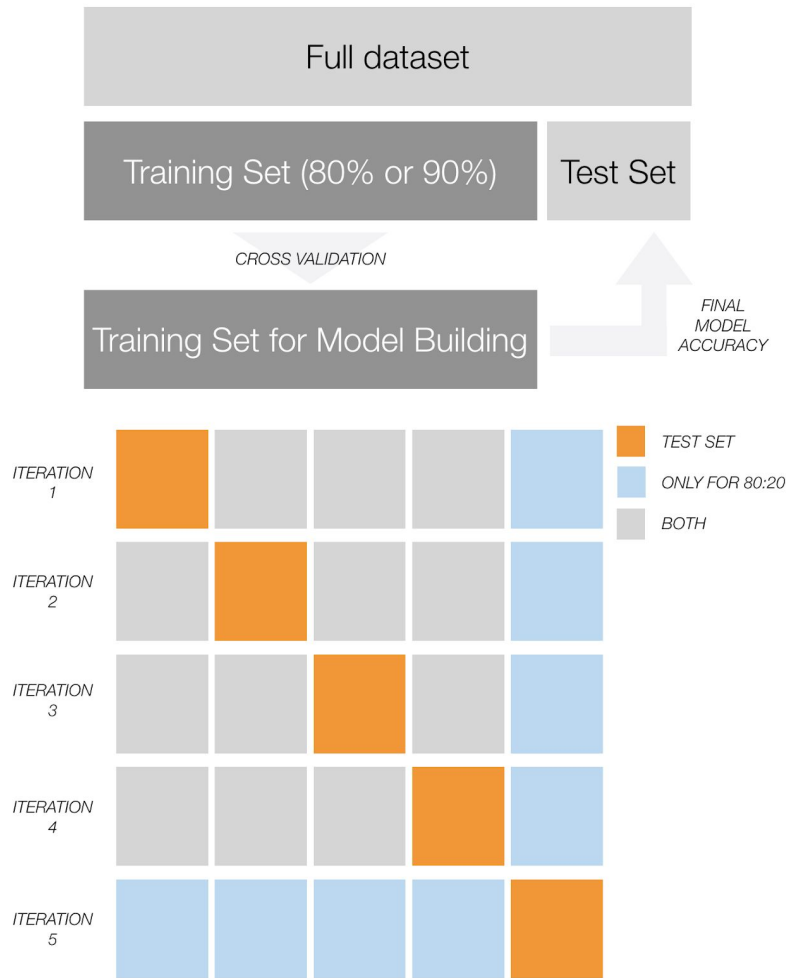 Full dataset
Training Set (80% or 90%)
Test Set
CROSS VALIDATION
Training Set for Model Building
FINAL
MODEL
ACCURACY
TEST SET
ONLY FOR 80:20
BOTH
ITERATION
1
ITERATION
2
ITERATION
3
ITERATION
4
ITERATION
5